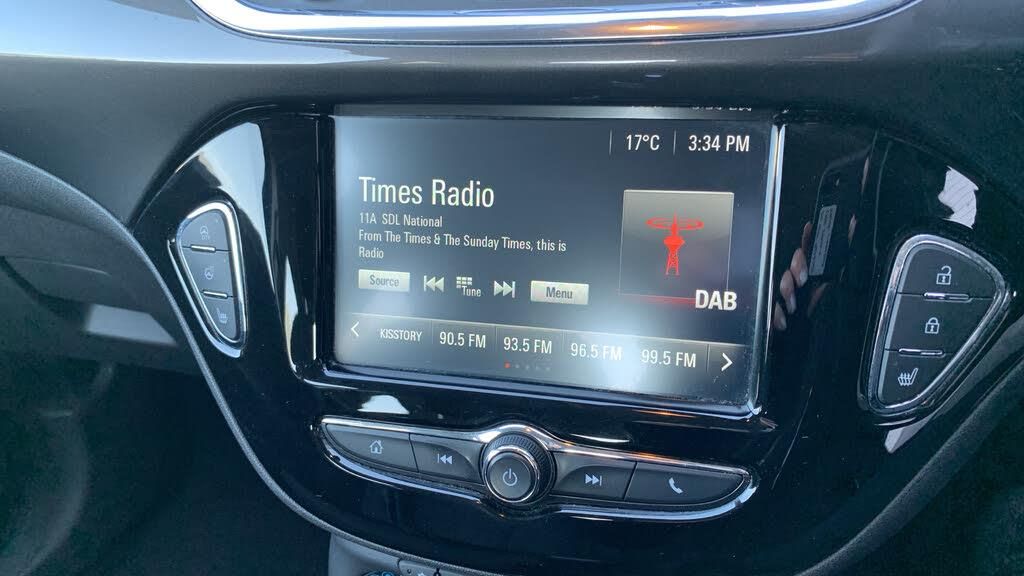 17°C 3:34 PM
Times Radio
11A SDL National
From The Times & The Sunday Times, this is
Radio
Source Tune Menu
DAB
KISSTORY 90.5 FM 93.5 FM 96.5 FM 99.5 FM